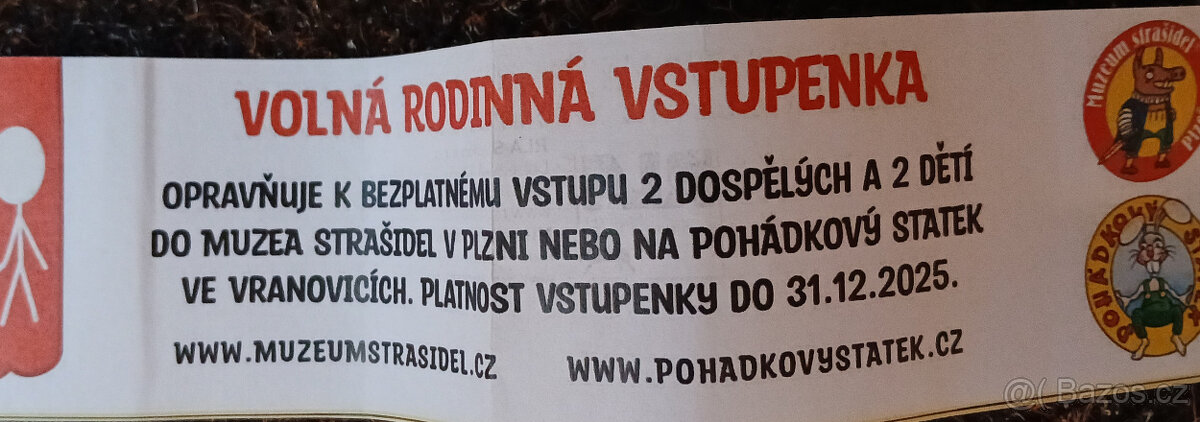 VOLNÁ RODINNÁ VSTUPENKA
OPRAVŇUJE K BEZPLATNÉMU VSTUPU 2 DOSPĚLÝCH A 2 DĚTÍ
DO MUZEA STRAŠIDEL V PLZNI NEBO NA POHÁDKOVÝ STATEK
VE VRANOVICÍCH. PLATNOST VSTUPENKY DO 31.12.2025.
WWW.MUZEUMSTRASIDEL.CZ WWW.POHADKOVYSTATEK.CZ
Muzeum strašidel
POHÁDKOVÝ
@( Bazos.cz